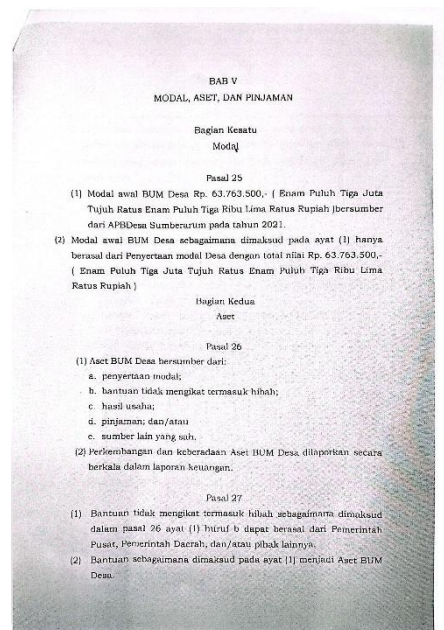 BAB V
MODAL, ASET, DAN PINJAMAN
Bagian Kesatu
Modal
Pasal 25
(1) Modal awal BUM Desa Rp. 63.763.500,- ( Enam Puluh Tiga Juta
Tujuh Ratus Enam Puluh Tiga Ribu Lima Ratus Rupiah )bersumber
dari APBDesa Sumberarum pada tahun 2021.
(2) Modal awal BUM Desa sebagaimana dimaksud pada ayat (1) hanya
berasal dari Penyertaan modal Desa dengan total nilai Rp. 63.763.500,-
( Enam Puluh Tiga Juta Tujuh Ratus Enam Puluh Tiga Ribu Lima
Ratus Rupiah )
Bagian Kedua
Aset
Pasal 26
(1) Aset BUM Desa bersumber dari:
a. penyertaan modal;
b. bantuan tidak mengikat termasuk hibah;
c. hasil usaha;
d. pinjaman; dan/atau
e. sumber lain yang sah.
(2) Perkembangan dan keberadaan Aset BUM Desa dilaporkan secara
berkala dalam laporan keuangan.
Pasal 27
(1) Bantuan tidak mengikat termasuk hibah sebagaimana dimaksud
dalam pasal 26 ayat (1) huruf b dapat berasal dari Pemerintah
Pusat, Pemerintah Daerah, dan/atau pihak lainnya.
(2) Bantuan sebagaimana dimaksud pada ayat (1) menjadi Aset BUM
Desa.